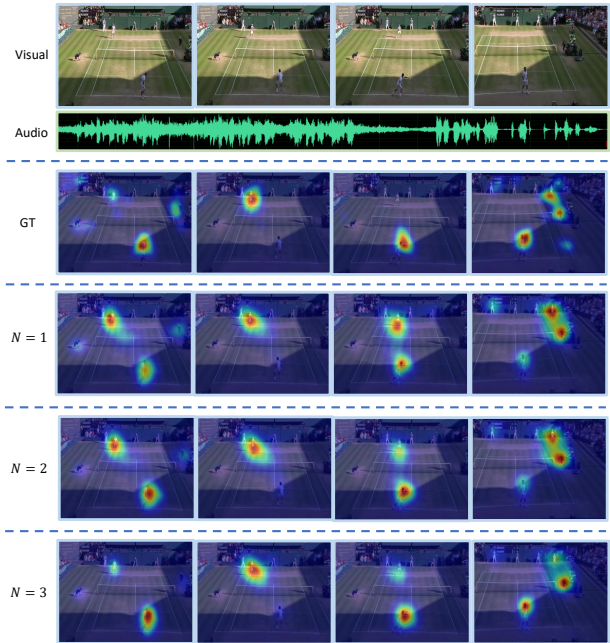 Visual
Audio
GT
N = 1
N = 2
N = 3